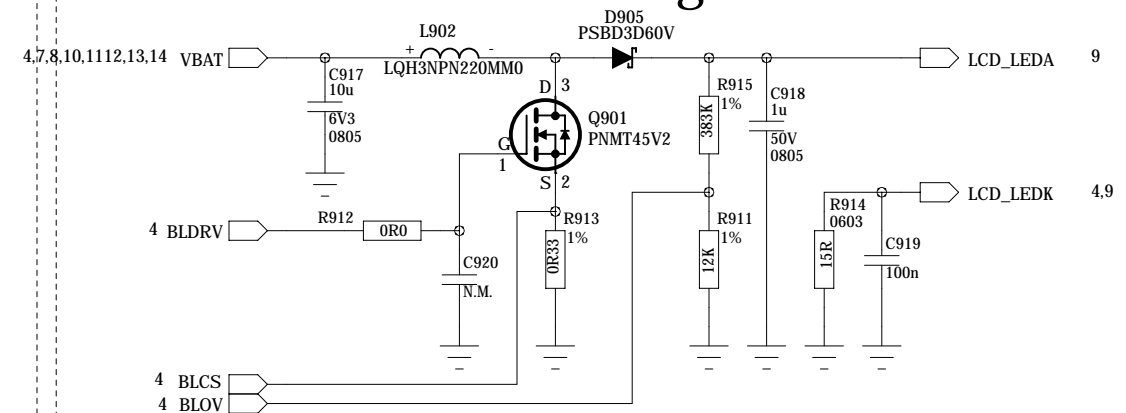 g
D905
PSBD3D60V
L902
+ -
4,7,8,10,1112,13,14 VBAT
LQH3NPN220MM0
LCD_LEDA 9
C917
10u
6V3
0805
D 3
Q901
PNMT45V2
G
1
S 2
R915
1%
383K
C918
1u
50V
0805
LCD_LEDK 4,9
4 BLDRV
R912
0R0
R913
1%
0R33
R911
1%
12K
R914
0603
15R
C919
100n
C920
N.M.
4 BLCS
4 BLOV